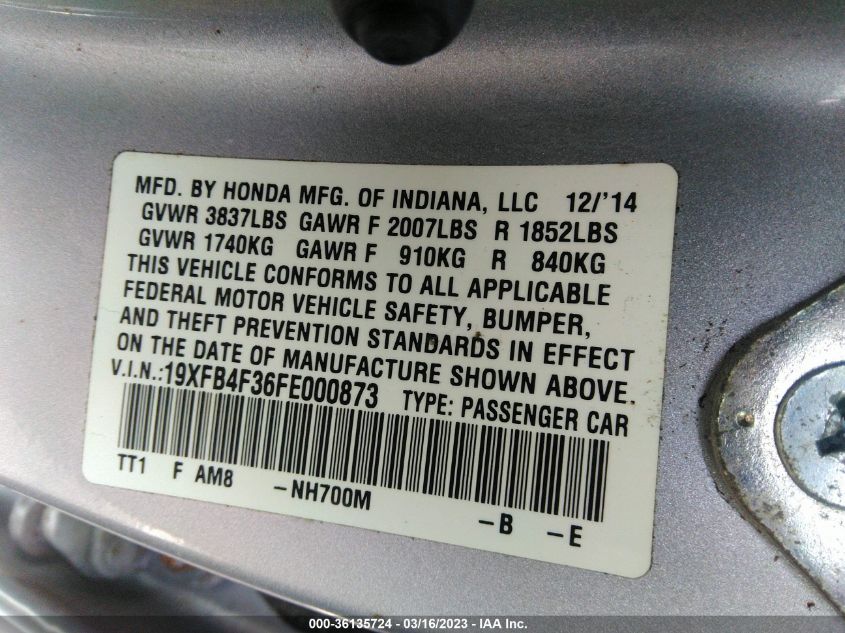 MFD. BY HONDA MFG. OF INDIANA, LLC 12/'14
GVWR 3837LBS GAWR F 2007LBS R 1852LBS
GVWR 1740KG GAWR F 910KG R 840KG
THIS VEHICLE CONFORMS TO ALL APPLICABLE
FEDERAL MOTOR VEHICLE SAFETY, BUMPER,
AND THEFT PREVENTION STANDARDS IN EFFECT
ON THE DATE OF MANUFACTURE SHOWN ABOVE.
V.I.N.:19XFB4F36FE000873 TYPE: PASSENGER CAR
TT1 F AM8 -NH700M -B -E
000-36135724 - 03/16/2023 - IAA Inc.